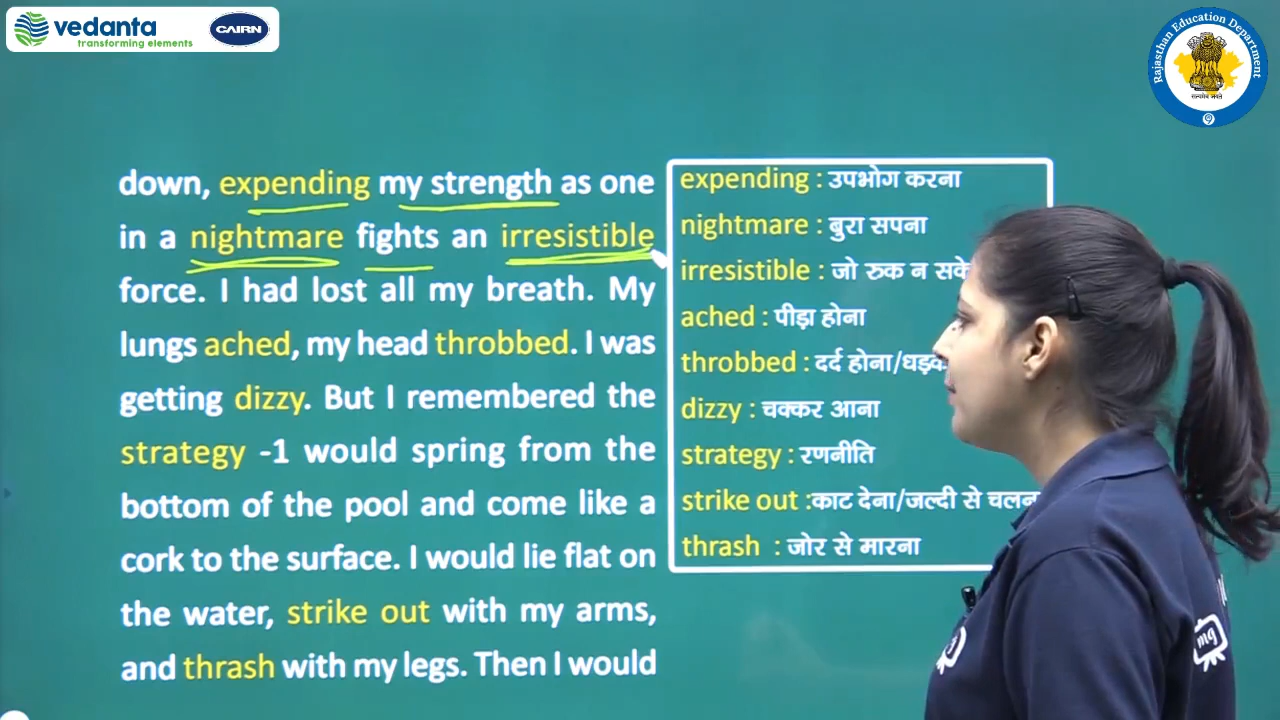 vedanta
transforming elements
CAIRN
Rajasthan Education Department
सत्यमेव जयते
down, expending my strength as one
in a nightmare fights an irresistible
force. I had lost all my breath. My
lungs ached, my head throbbed. I was
getting dizzy. But I remembered the
strategy -1 would spring from the
bottom of the pool and come like a
cork to the surface. I would lie flat on
the water, strike out with my arms,
and thrash with my legs. Then I would
expending : उपभोग करना
nightmare : बुरा सपना
irresistible : जो रुक न सके
ached : पीड़ा होना
throbbed : दर्द होना/
dizzy : चक्कर आना
strategy : रणनीति
strike out :काट देना/जल्दी से
thrash : जोर से मारना
mg